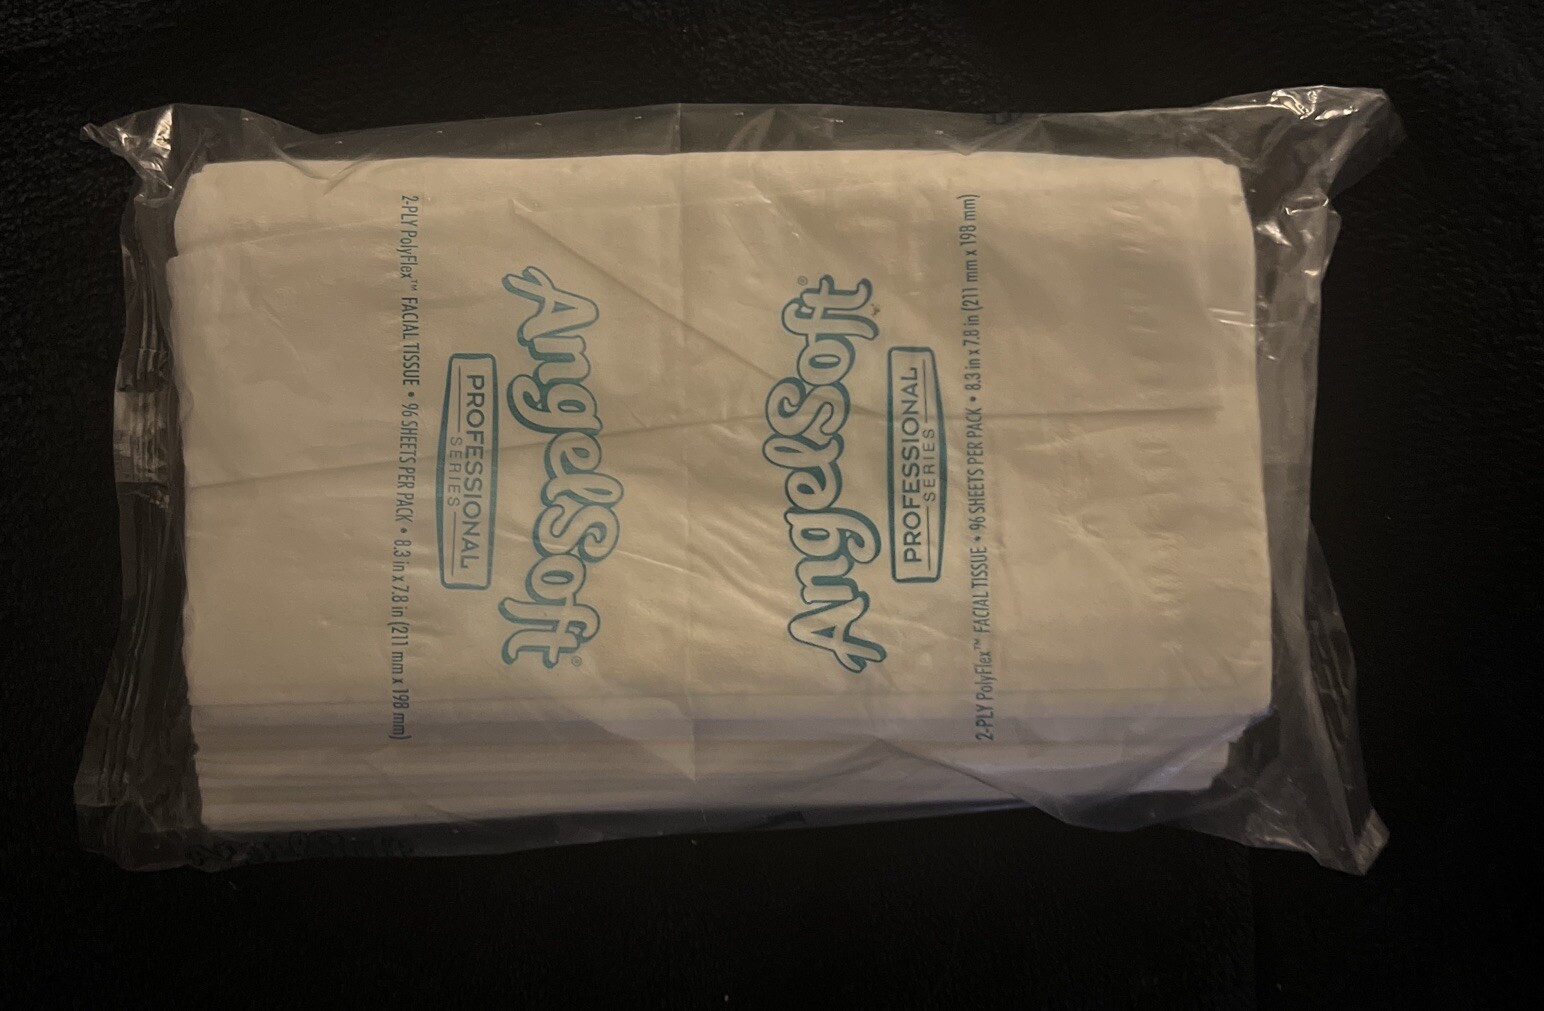 AngelSoft®
PROFESSIONAL
SERIES
2-PLY PolyFlex™ FACIAL TISSUE • 96 SHEETS PER PACK • 8.3 in x 7.8 in (211 mm x 198 mm)
AngelSoft®
PROFESSIONAL
SERIES
2-PLY PolyFlex™ FACIAL TISSUE • 96 SHEETS PER PACK • 8.3 in x 7.8 in (211 mm x 198 mm)